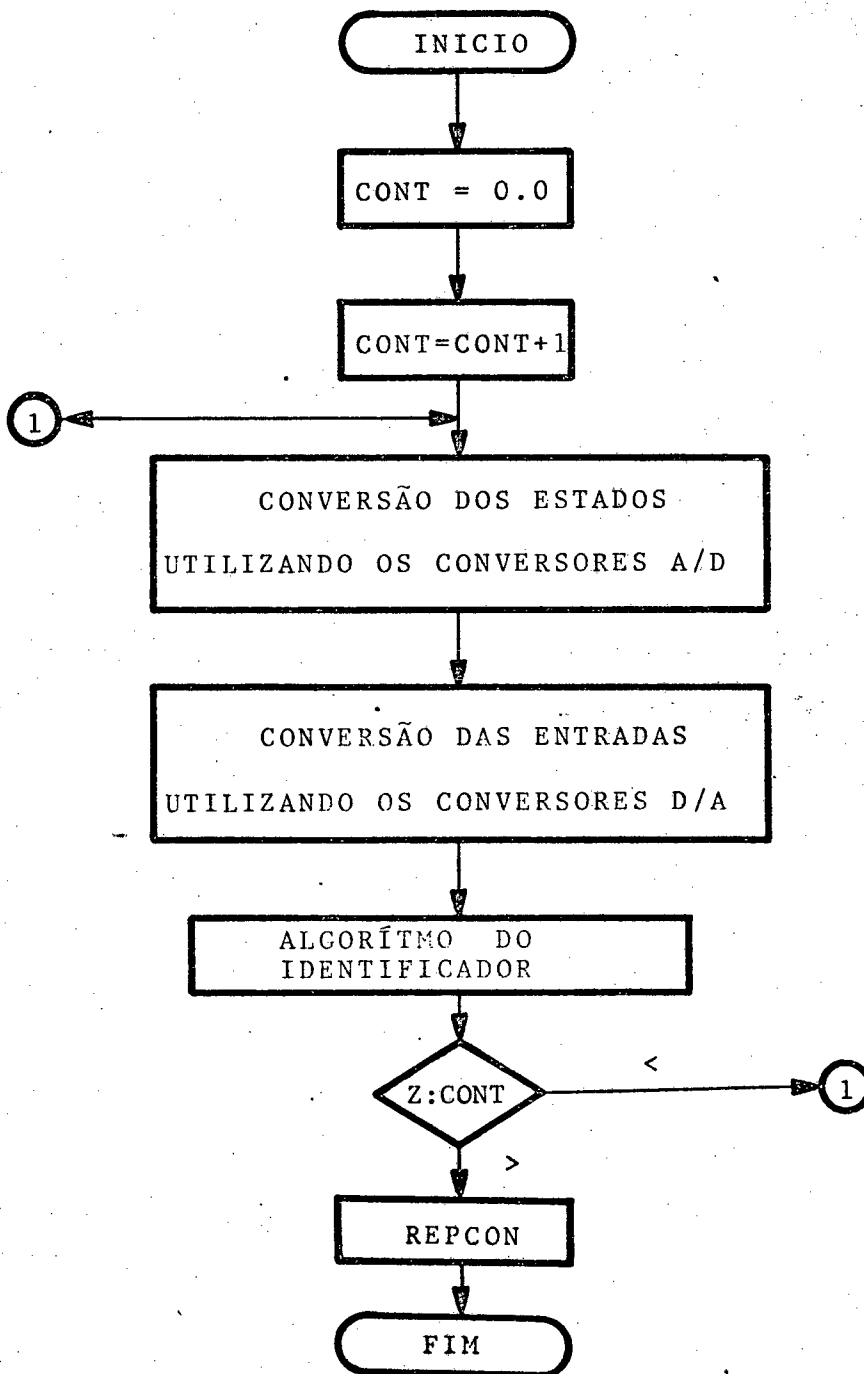 INICIO
CONT = 0.0
CONT=CONT+1
1
CONVERSÃO DOS ESTADOS
UTILIZANDO OS CONVERSORES A/D
CONVERSÃO DAS ENTRADAS
UTILIZANDO OS CONVERSORES D/A
ALGORÍTMO DO
IDENTIFICADOR
<
Z:CONT
1
>
REPCON
FIM